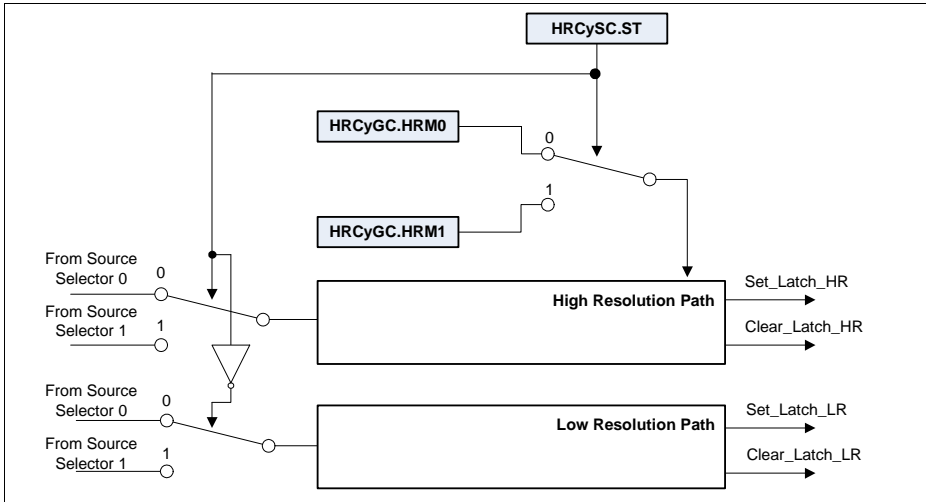 HRCySC.ST
HRCyGC.HRM0
0
1
HRCyGC.HRM1
From Source
Selector 0
0
From Source
Selector 1
1
High Resolution Path
Set_Latch_HR
Clear_Latch_HR
From Source
Selector 0
0
From Source
Selector 1
1
Low Resolution Path
Set_Latch_LR
Clear_Latch_LR